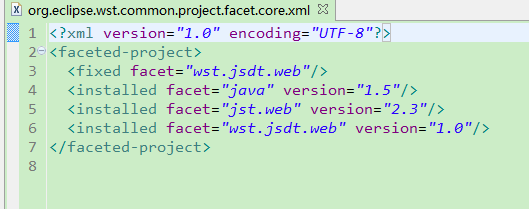 org.eclipse.wst.common.project.facet.core.xml
1 <?xml version="1.0" encoding="UTF-8"?>
2 <faceted-project>
3   <fixed facet="wst.jsdt.web"/>
4   <installed facet="java" version="1.5"/>
5   <installed facet="jst.web" version="2.3"/>
6   <installed facet="wst.jsdt.web" version="1.0"/>
7 </faceted-project>
8